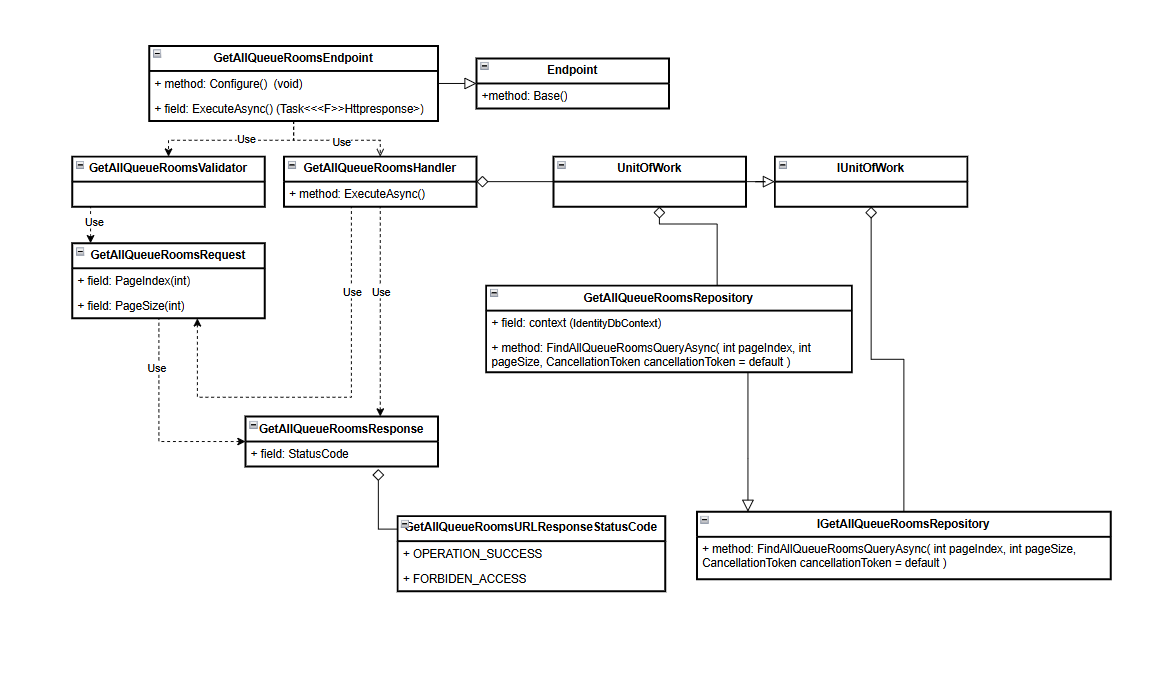 GetAllQueueRoomsEndpoint
+ method: Configure() (void)
+ field: ExecuteAsync() (Task<<<F>>Httpresponse>)
Endpoint
+method: Base()
Use
Use
GetAllQueueRoomsValidator
GetAllQueueRoomsHandler
+ method: ExecuteAsync()
UnitOfWork
IUnitOfWork
Use
GetAllQueueRoomsRequest
+ field: PageIndex(int)
+ field: PageSize(int)
Use
Use
GetAllQueueRoomsRepository
+ field: context (IdentityDbContext)
+ method: FindAllQueueRoomsQueryAsync( int pageIndex, int
pageSize, CancellationToken cancellationToken = default )
Use
GetAllQueueRoomsResponse
+ field: StatusCode
GetAllQueueRoomsURLResponseStatusCode
+ OPERATION_SUCCESS
+ FORBIDEN_ACCESS
IGetAllQueueRoomsRepository
+ method: FindAllQueueRoomsQueryAsync( int pageIndex, int pageSize,
CancellationToken cancellationToken = default )